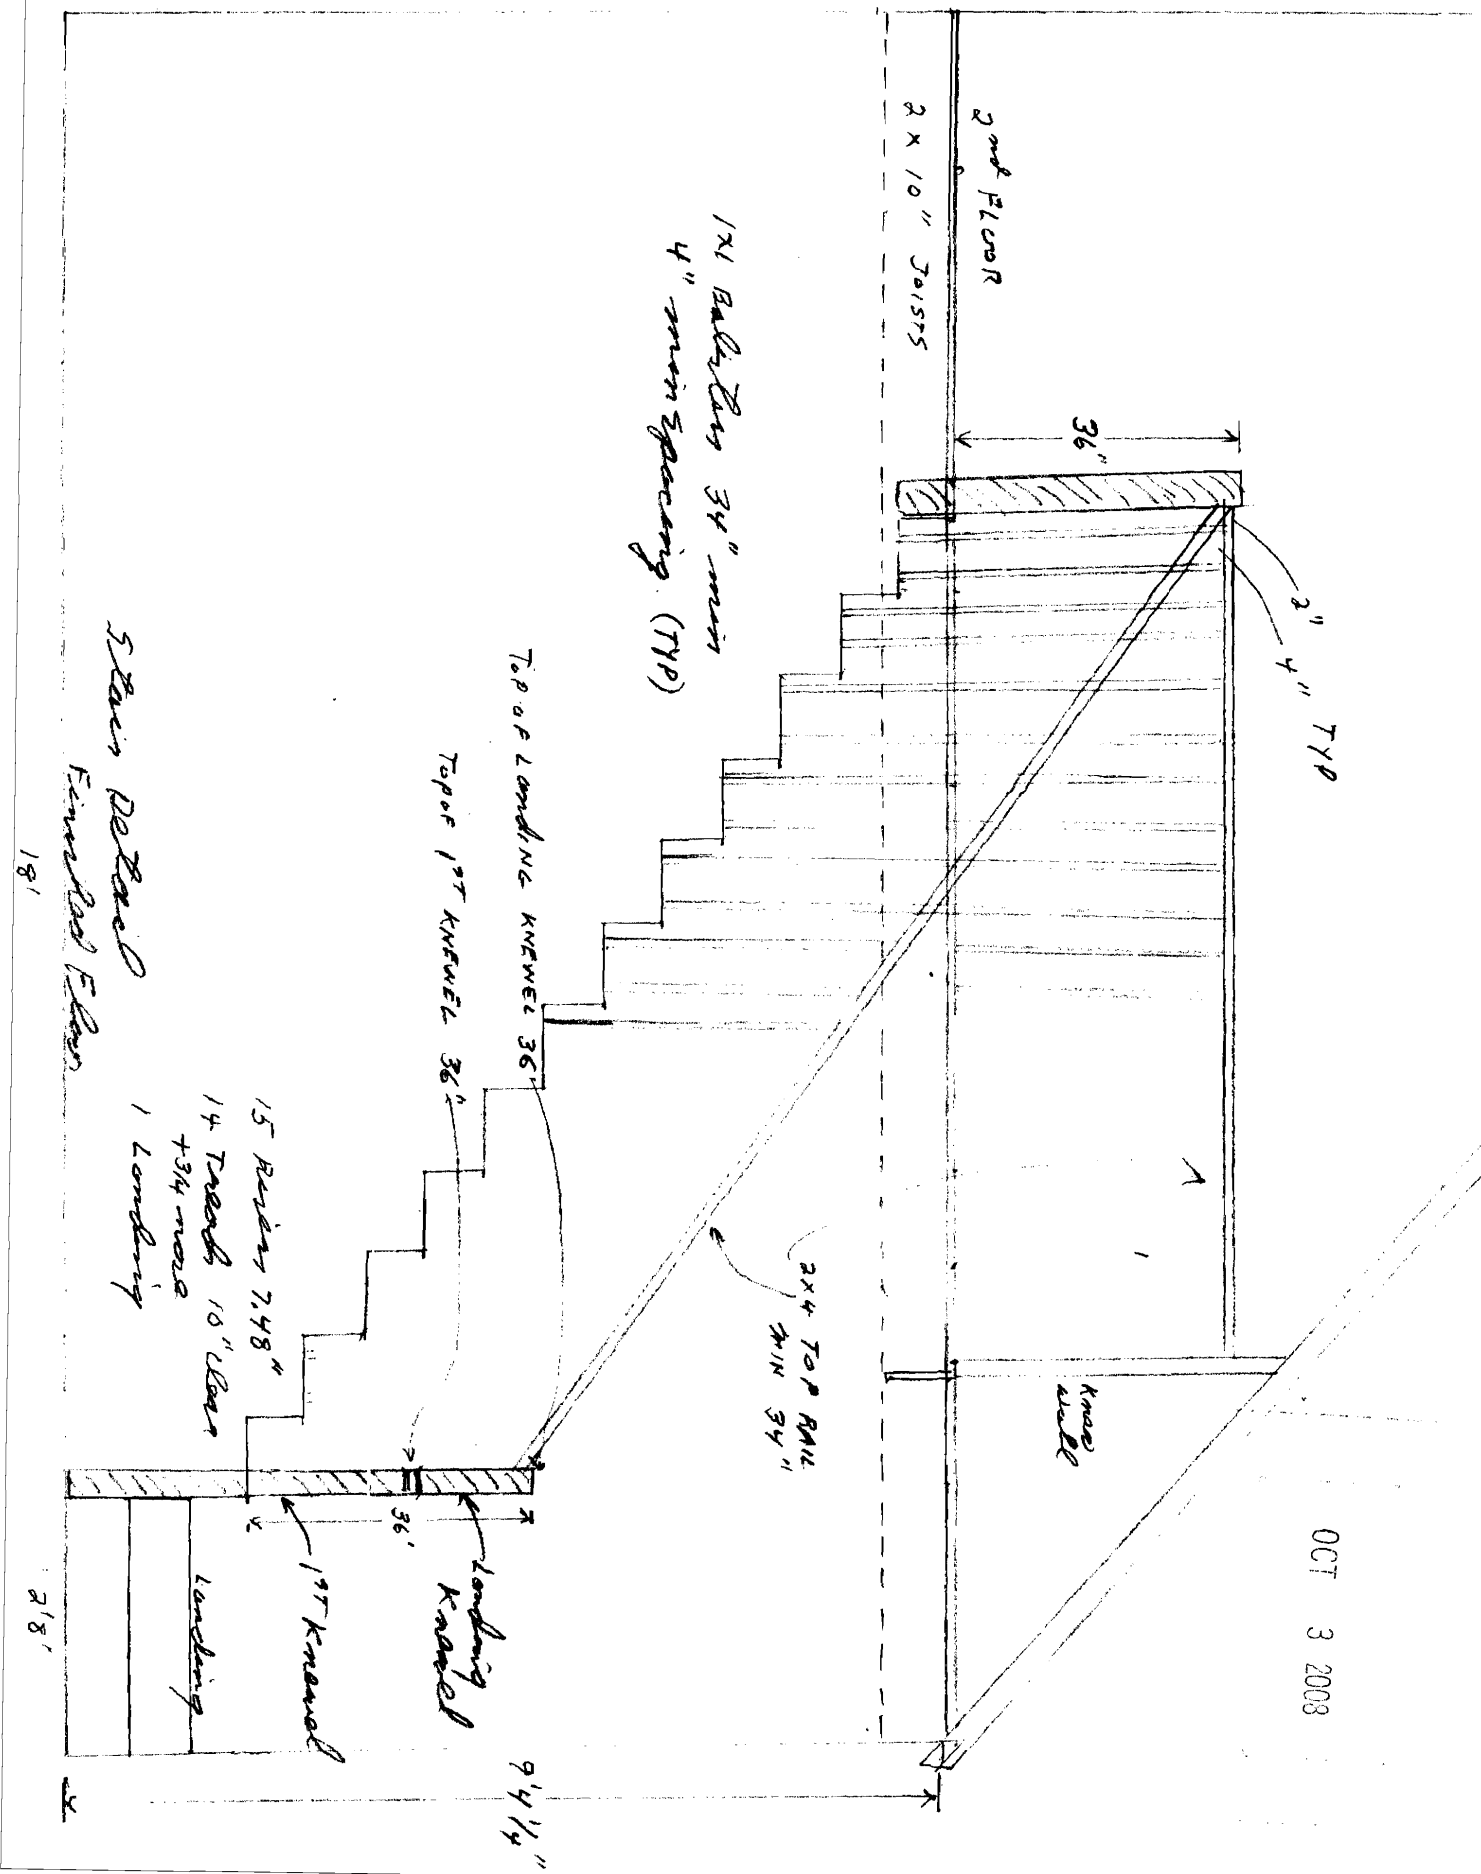 OCT 3 2008
2" 4" TYP
36"
2nd FLOOR
2 X 10" JOISTS
Knee
wall
2X4 TOP RAIL
MIN 34"
1X1 Balisters 34" min
4" min Spacing (TYP)
TOP OF LANDING KNEWEL 36"
TOP OF 1ST KNEWEL 36"
9'4 1/4"
Landing
Knewel
36'
1ST Knewel
Landing
15 Risers 7.48"
14 Treads 10" clear
+3/4 nose
1 Landing
Stair Detail
Finished Floor
18'
2'8'